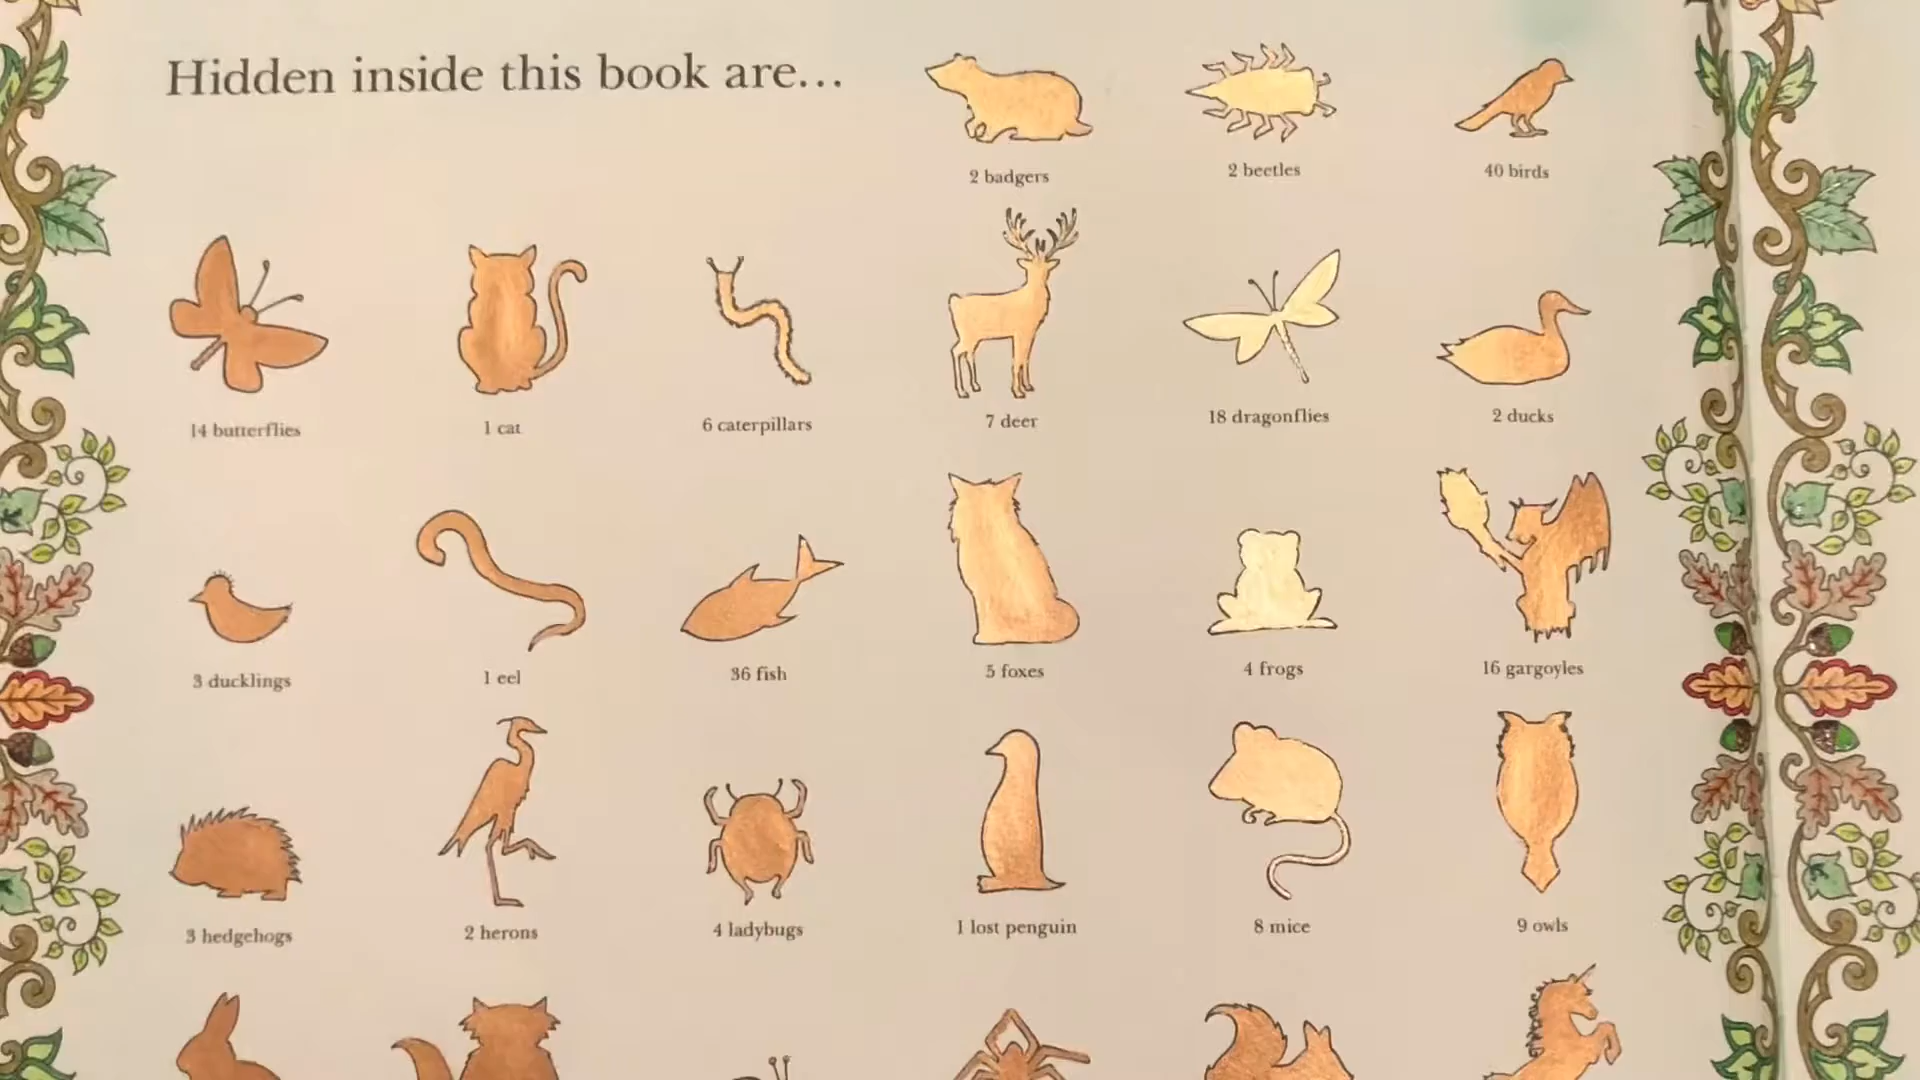 Hidden inside this book are...
2 badgers
2 beetles
40 birds
14 butterflies
1 cat
6 caterpillars
7 deer
18 dragonflies
2 ducks
3 ducklings
1 eel
36 fish
5 foxes
4 frogs
16 gargoyles
3 hedgehogs
2 herons
4 ladybugs
1 lost penguin
8 mice
9 owls